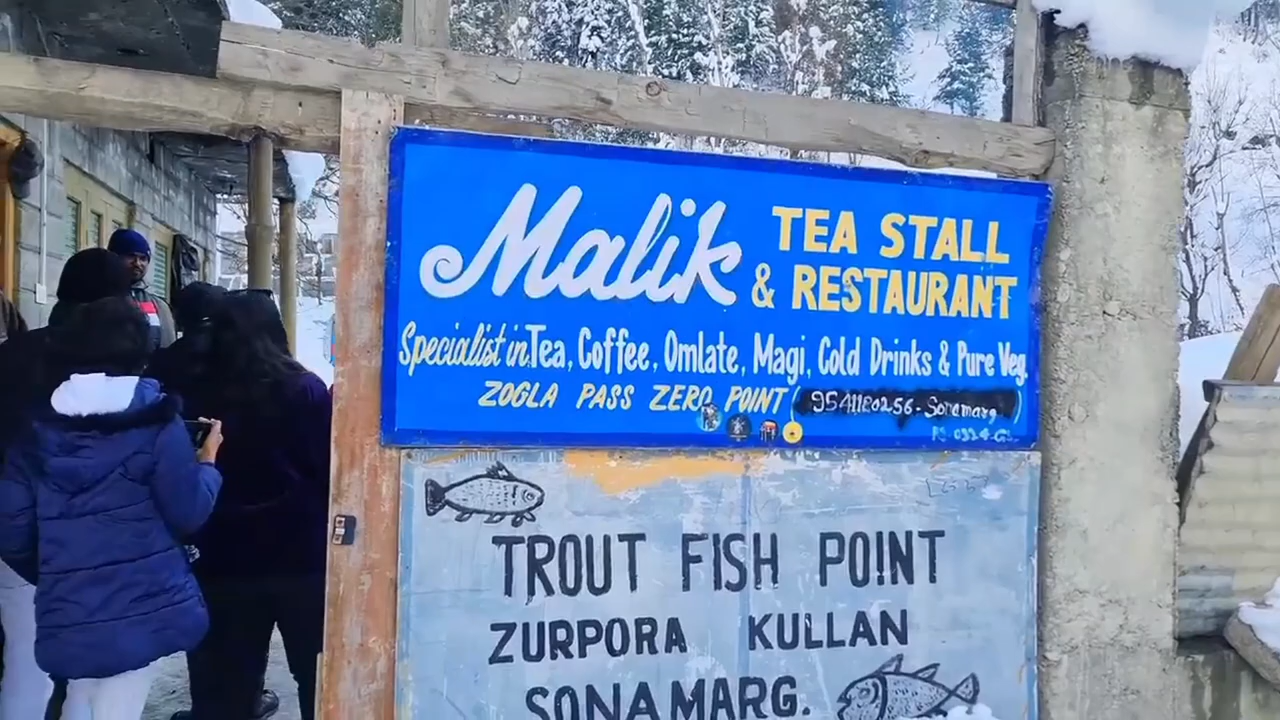 Malik TEA STALL
& RESTAURANT
Specialist in Tea, Coffee, Omlate, Magi, Cold Drinks & Pure Veg.
ZOGLA PASS ZERO POINT (9541180256-Sonamarg)
TROUT FISH POINT
ZURPORA KULLAN
SONAMARG.